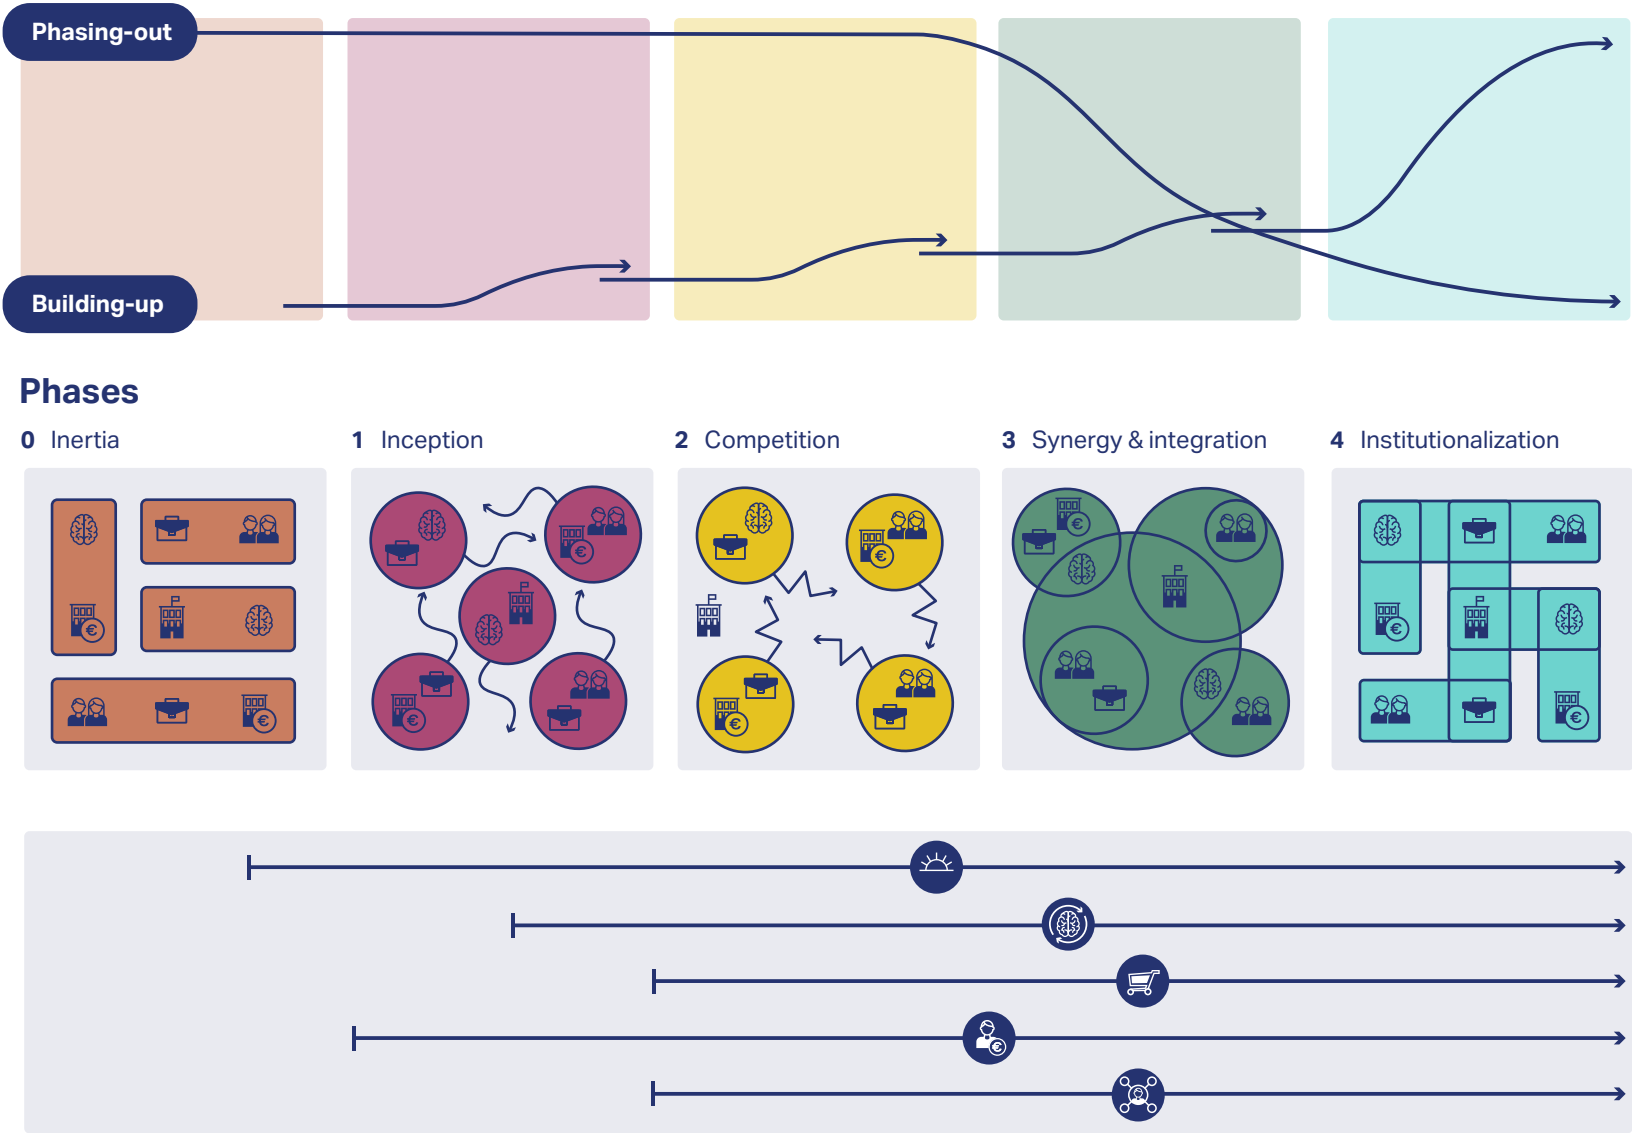 Phasing-out
Building-up
Phases
0 Inertia
1 Inception
2 Competition
3 Synergy & integration
4 Institutionalization
€
€
€
€
€
€
€
€
€
€
€